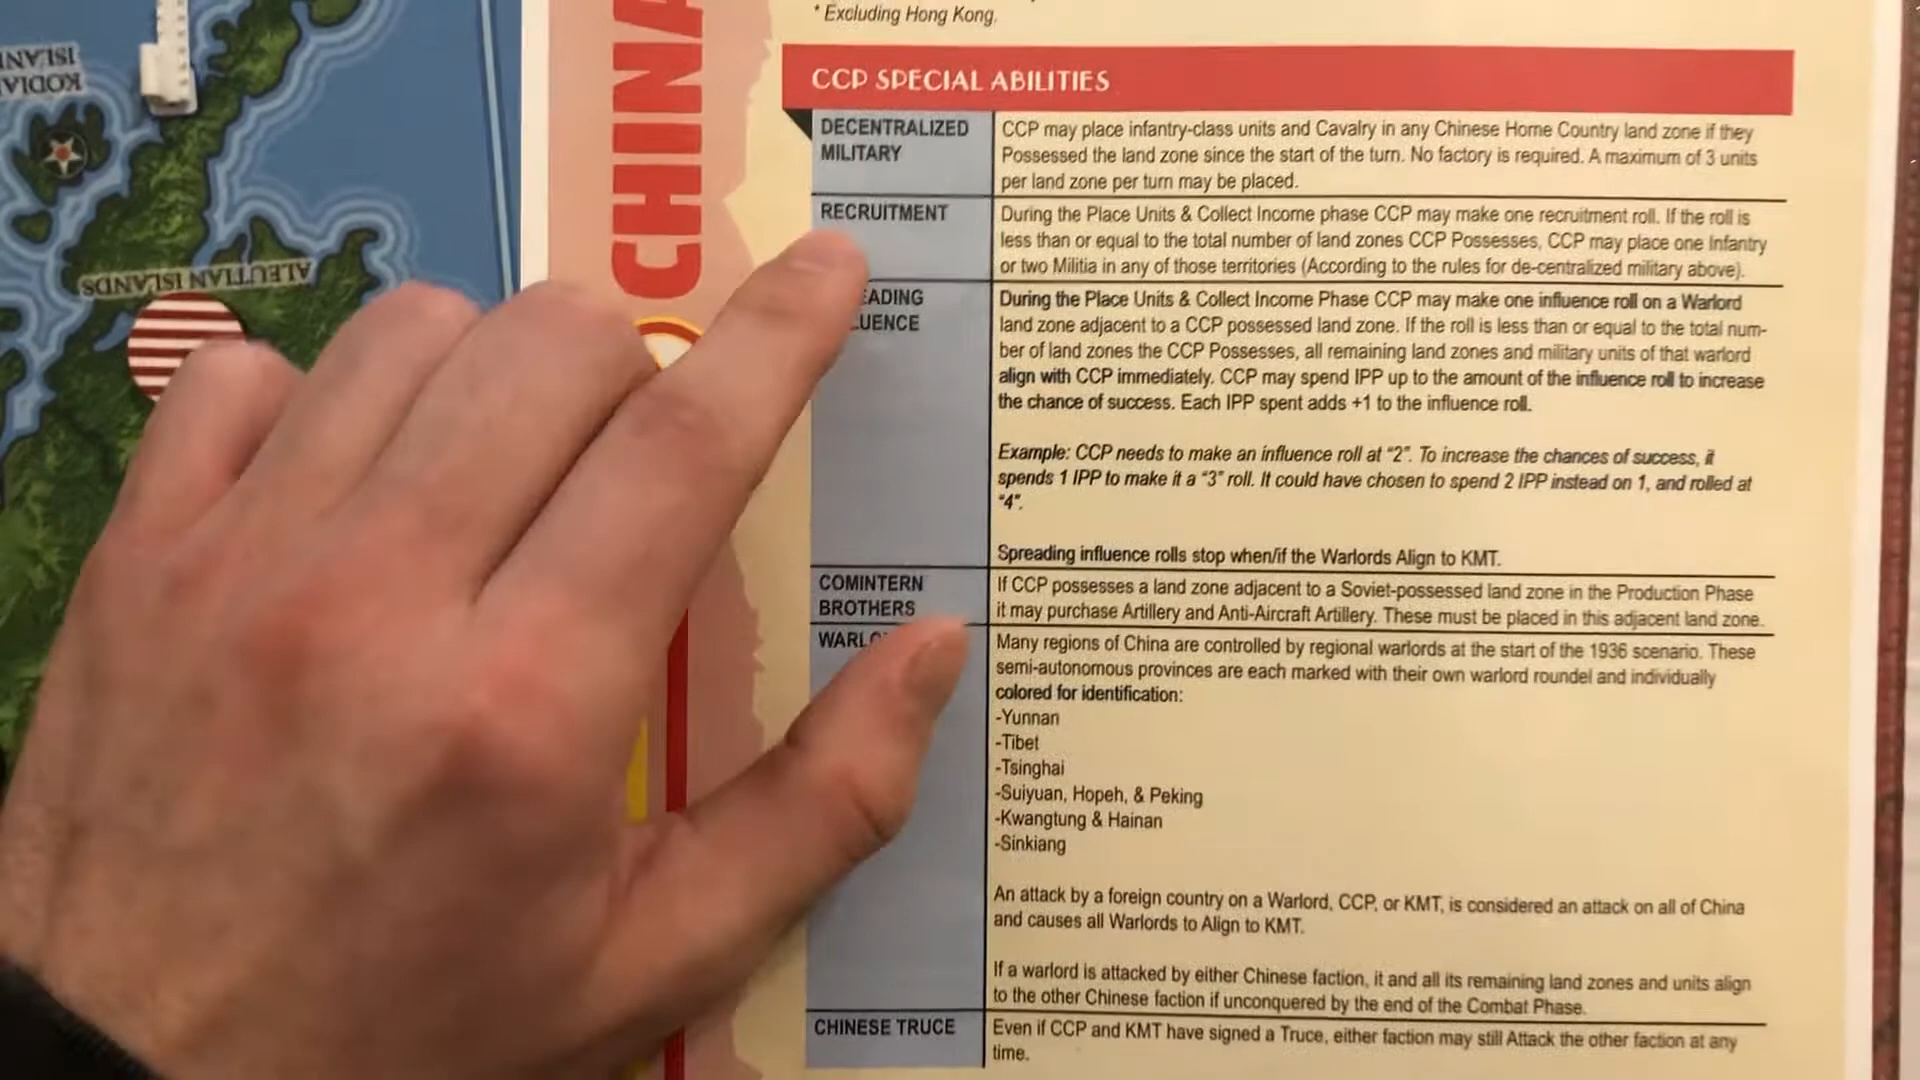 * Excluding Hong Kong.
CHINA
CCP SPECIAL ABILITIES
DECENTRALIZED
MILITARY
CCP may place infantry-class units and Cavalry in any Chinese Home Country land zone if they
Possessed the land zone since the start of the turn. No factory is required. A maximum of 3 units
per land zone per turn may be placed.
RECRUITMENT
During the Place Units & Collect Income phase CCP may make one recruitment roll. If the roll is
less than or equal to the total number of land zones CCP Possesses, CCP may place one Infantry
or two Militia in any of those territories (According to the rules for de-centralized military above).
EADING
LUENCE
During the Place Units & Collect Income Phase CCP may make one influence roll on a Warlord
land zone adjacent to a CCP possessed land zone. If the roll is less than or equal to the total num-
ber of land zones the CCP Possesses, all remaining land zones and military units of that warlord
align with CCP immediately. CCP may spend IPP up to the amount of the influence roll to increase
the chance of success. Each IPP spent adds +1 to the influence roll.
Example: CCP needs to make an influence roll at "2". To increase the chances of success, it
spends 1 IPP to make it a "3" roll. It could have chosen to spend 2 IPP instead on 1, and rolled at
"4".
Spreading influence rolls stop when/if the Warlords Align to KMT.
COMINTERN
BROTHERS
If CCP possesses a land zone adjacent to a Soviet-possessed land zone in the Production Phase
it may purchase Artillery and Anti-Aircraft Artillery. These must be placed in this adjacent land zone.
WARLO
Many regions of China are controlled by regional warlords at the start of the 1936 scenario. These
semi-autonomous provinces are each marked with their own warlord roundel and individually
colored for identification:
-Yunnan
-Tibet
-Tsinghai
-Suiyuan, Hopeh, & Peking
-Kwangtung & Hainan
-Sinkiang
An attack by a foreign country on a Warlord, CCP, or KMT, is considered an attack on all of China
and causes all Warlords to Align to KMT.
If a warlord is attacked by either Chinese faction, it and all its remaining land zones and units align
to the other Chinese faction if unconquered by the end of the Combat Phase.
CHINESE TRUCE
Even if CCP and KMT have signed a Truce, either faction may still Attack the other faction at any
time.
KODIA
ISLAN
ALEUTIAN ISLANDS